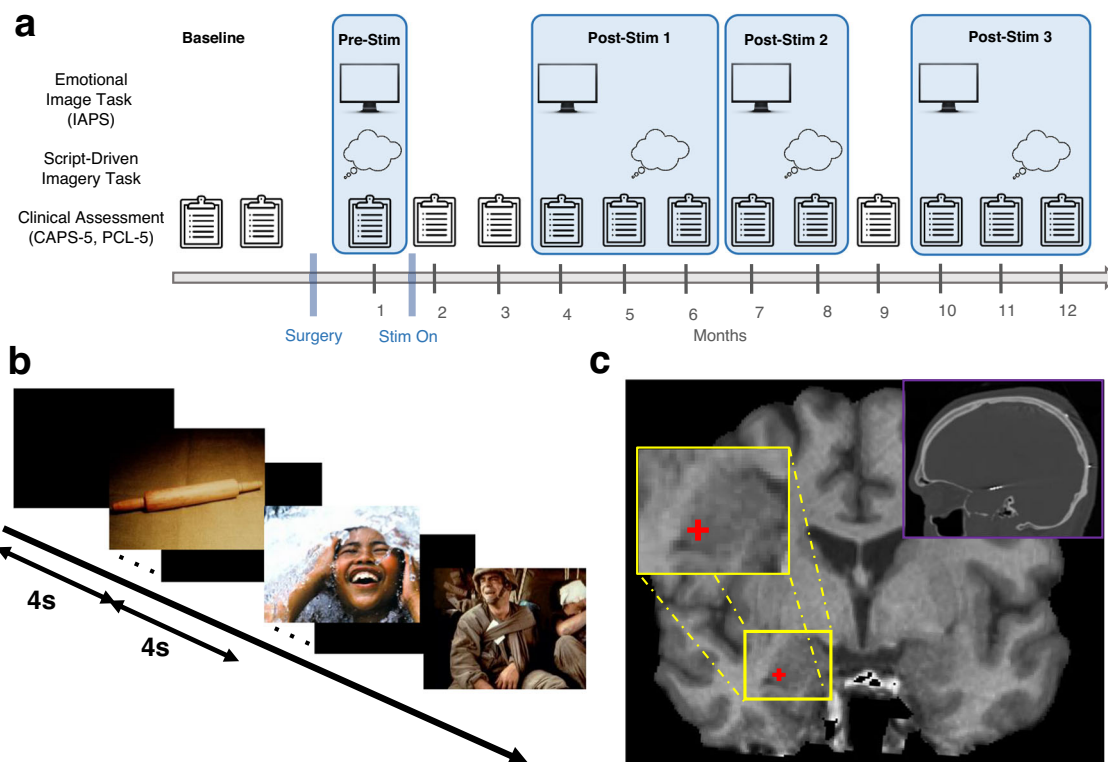 a
Baseline
Pre-Stim
Post-Stim 1
Post-Stim 2
Post-Stim 3
Emotional
Image Task
(IAPS)
Script-Driven
Imagery Task
Clinical Assessment
(CAPS-5, PCL-5)
1
2
3
4
5
6
7
8
9
10
11
12
Surgery
Stim On
Months
b
4s
4s
c